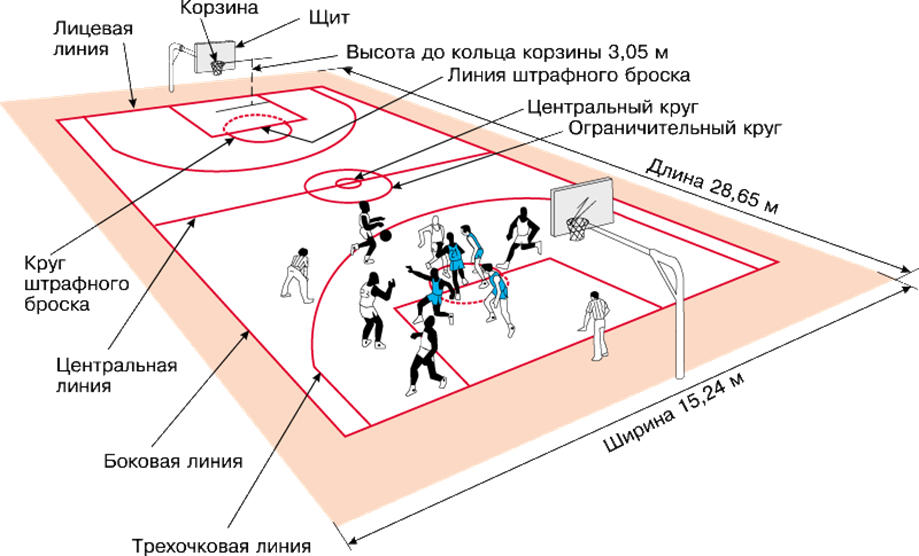 Корзина
Щит
Лицевая
линия
Высота до кольца корзины 3,05 м
Линия штрафного броска
Центральный круг
Ограничительный круг
Длина 28,65 м
Круг
штрафного
броска
Центральная
линия
Ширина 15,24 м
Боковая линия
Трехочковая линия